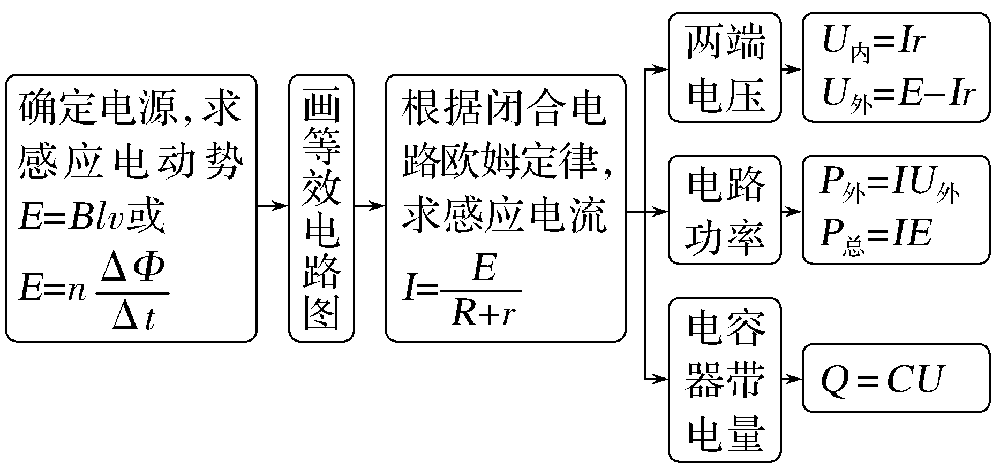 确定电源,求
感应电动势
E=Blv或
E=n ΔΦ/Δt
画等效电路图
根据闭合电
路欧姆定律,
求感应电流
I=E/(R+r)
两端
电压
U内=Ir
U外=E-Ir
电路
功率
P外=IU外
P总=IE
电容
器带
电量
Q=CU